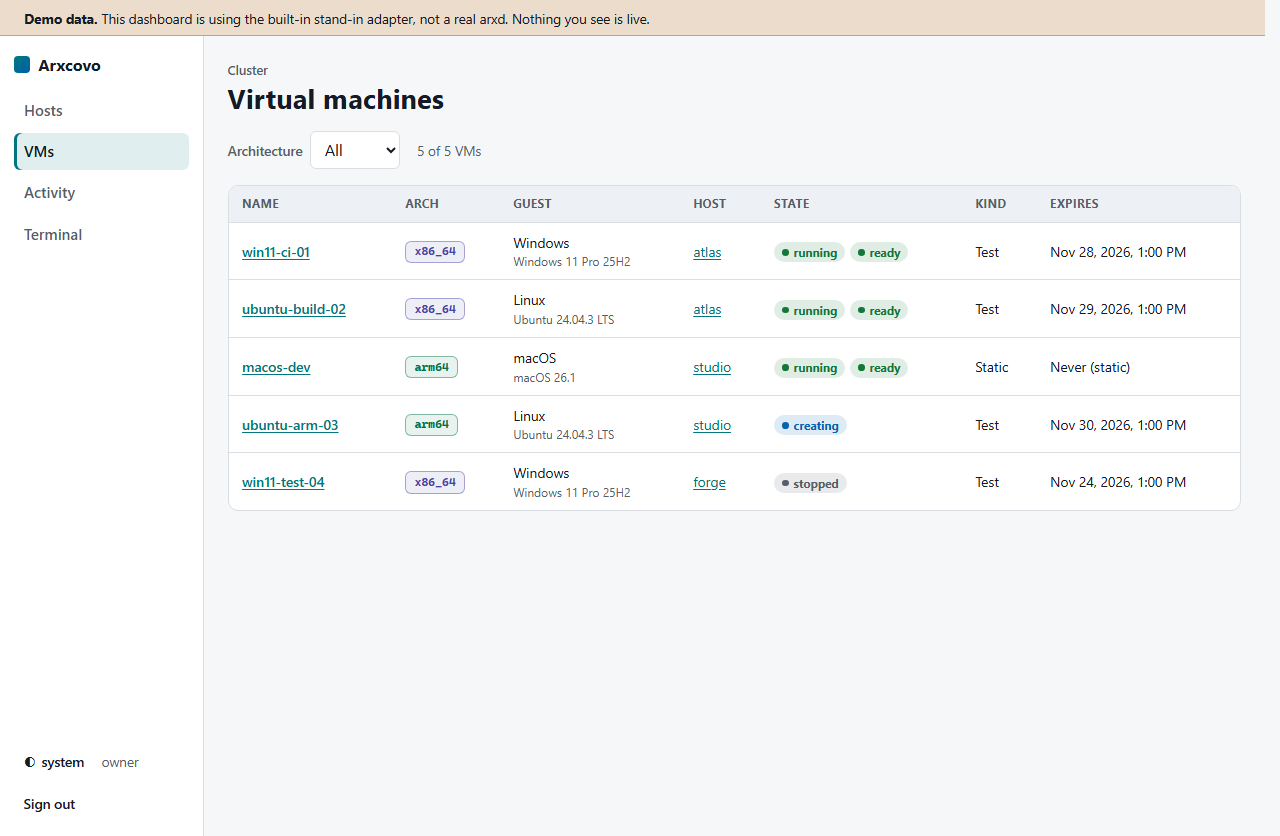 Demo data. This dashboard is using the built-in stand-in adapter, not a real arxd. Nothing you see is live.
Arxcovo
Hosts
VMs
Activity
Terminal
system owner
Sign out
Cluster
Virtual machines
Architecture All 5 of 5 VMs
NAME ARCH GUEST HOST STATE KIND EXPIRES
win11-ci-01 x86_64 Windows atlas running ready Test Nov 28, 2026, 1:00 PM
Windows 11 Pro 25H2
ubuntu-build-02 x86_64 Linux atlas running ready Test Nov 29, 2026, 1:00 PM
Ubuntu 24.04.3 LTS
macos-dev arm64 macOS studio running ready Static Never (static)
macOS 26.1
ubuntu-arm-03 arm64 Linux studio creating Test Nov 30, 2026, 1:00 PM
Ubuntu 24.04.3 LTS
win11-test-04 x86_64 Windows forge stopped Test Nov 24, 2026, 1:00 PM
Windows 11 Pro 25H2